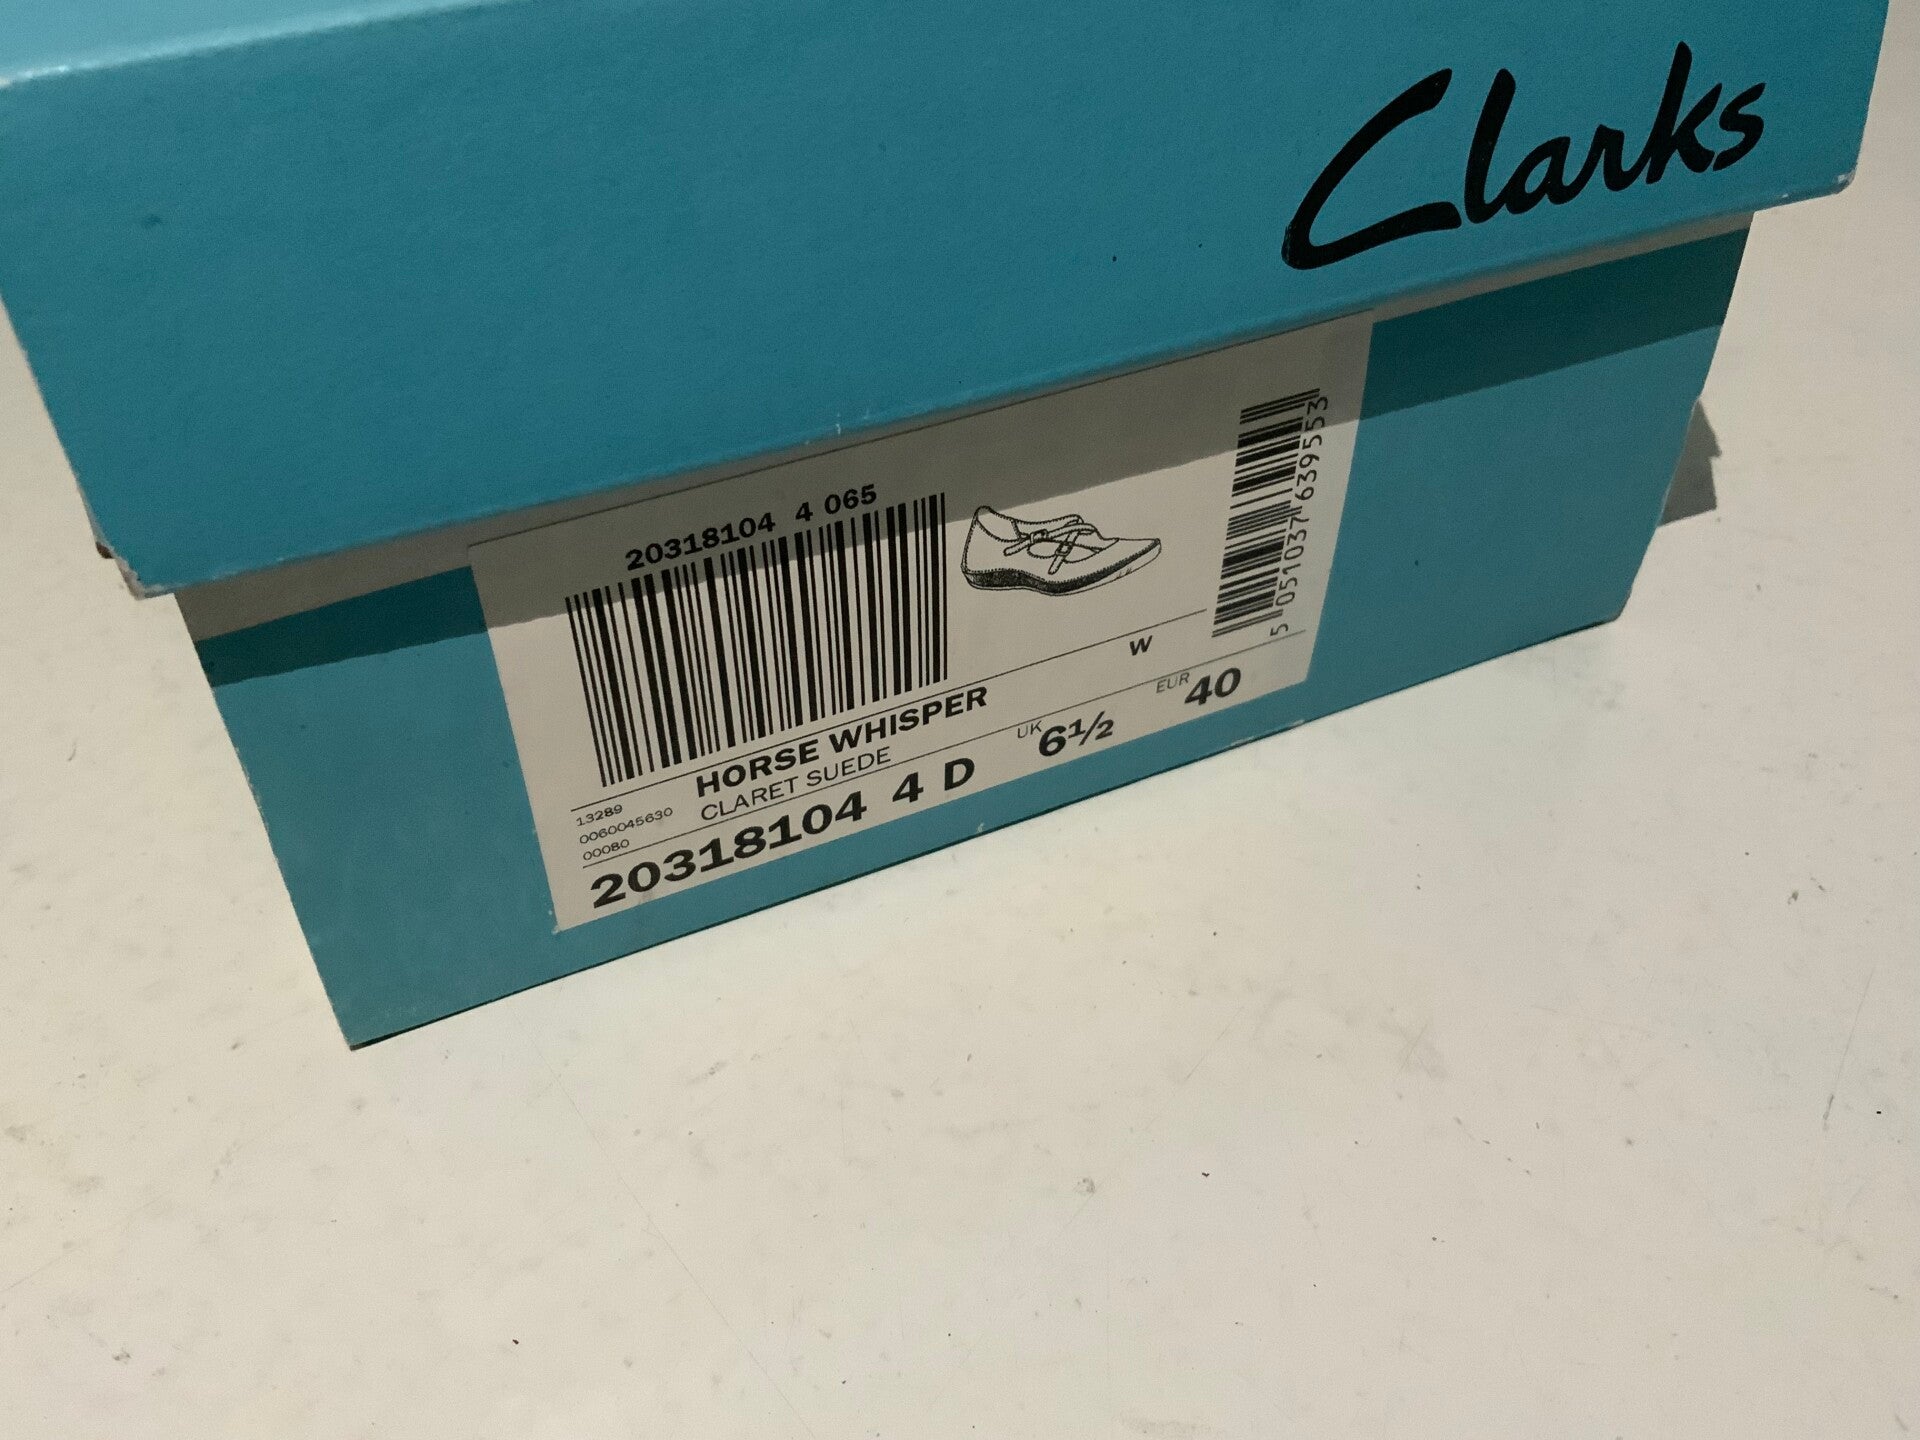 Clarks
20318104 4 065
5 051037 639553
W
HORSE WHISPER
CLARET SUEDE
13289
0060045630
00080
20318104 4 D
UK 6½
EUR 40